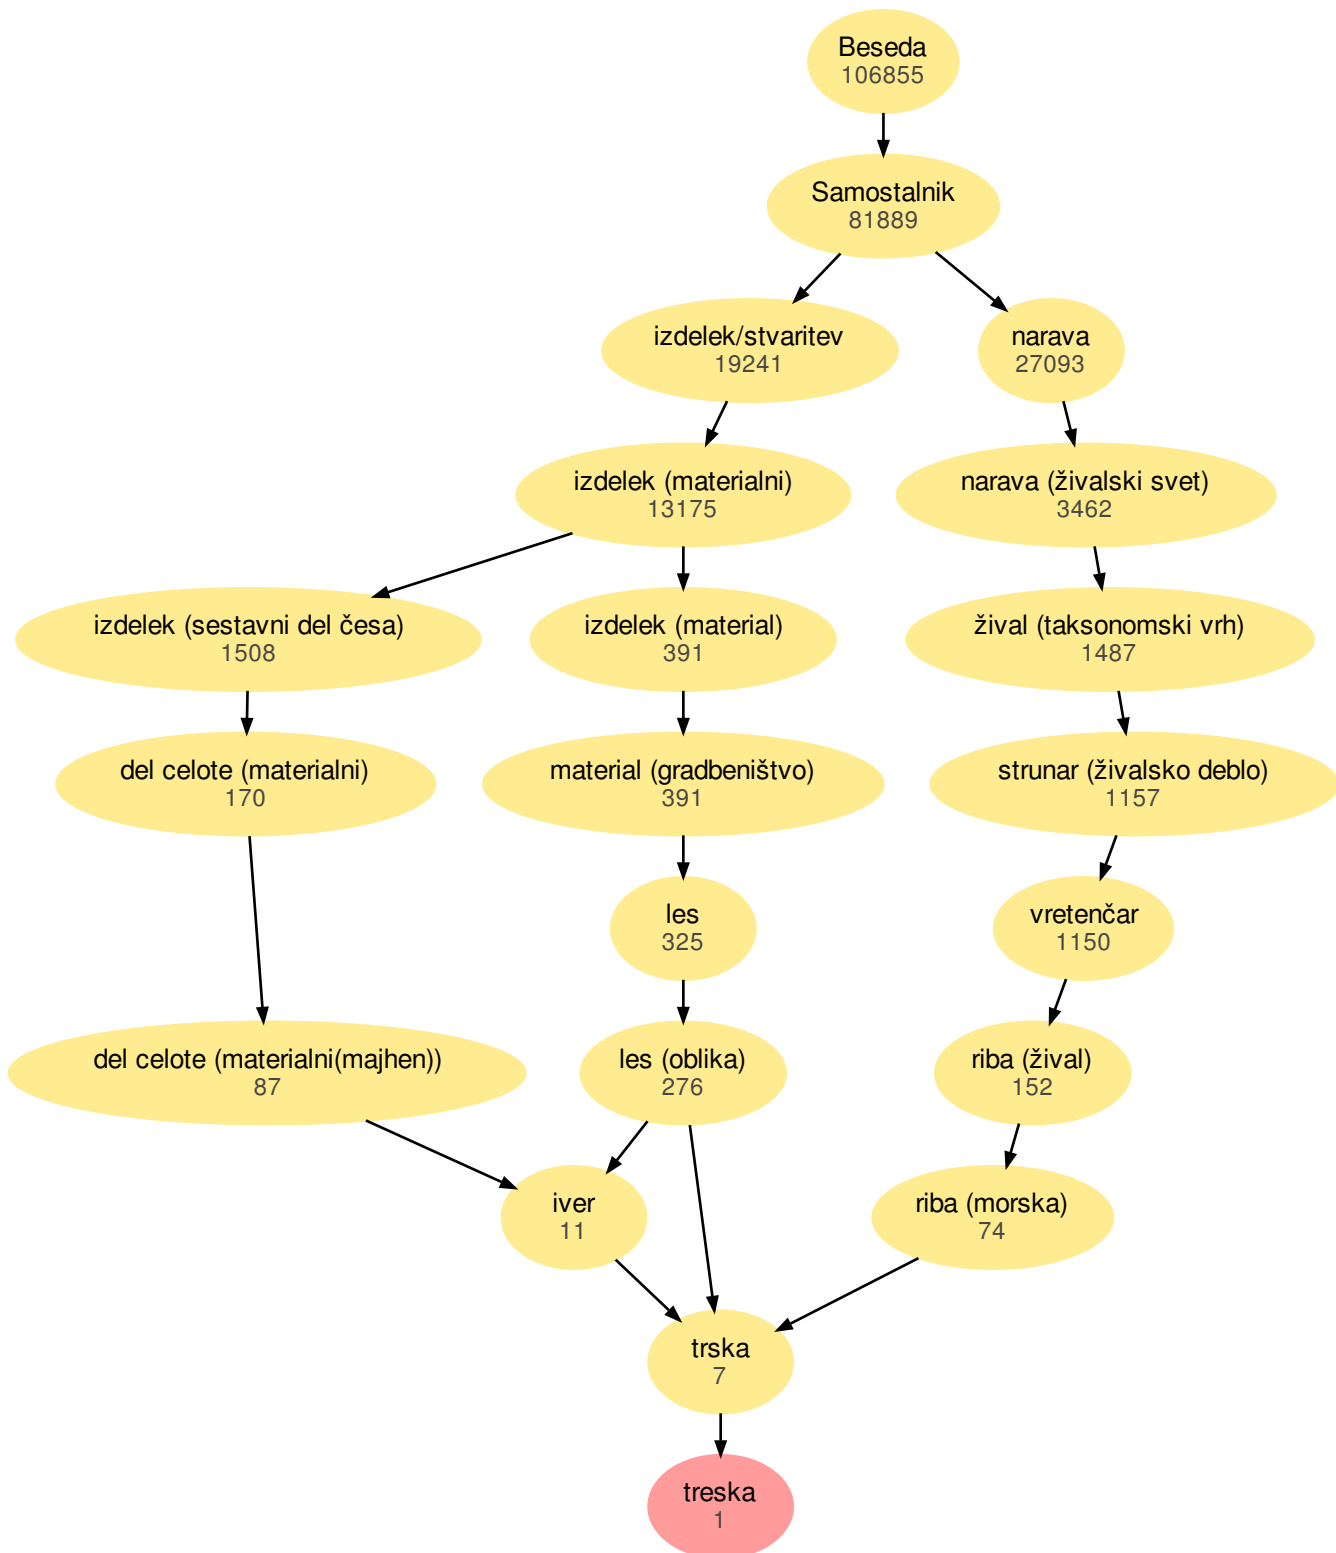 Beseda
106855
Samostalnik
81889
izdelek/stvaritev
19241
narava
27093
izdelek (materialni)
13175
narava (živalski svet)
3462
izdelek (sestavni del česa)
1508
izdelek (material)
391
žival (taksonomski vrh)
1487
del celote (materialni)
170
material (gradbeništvo)
391
strunar (živalsko deblo)
1157
les
325
vretenčar
1150
del celote (materialni(majhen))
87
les (oblika)
276
riba (žival)
152
iver
11
riba (morska)
74
trska
7
treska
1